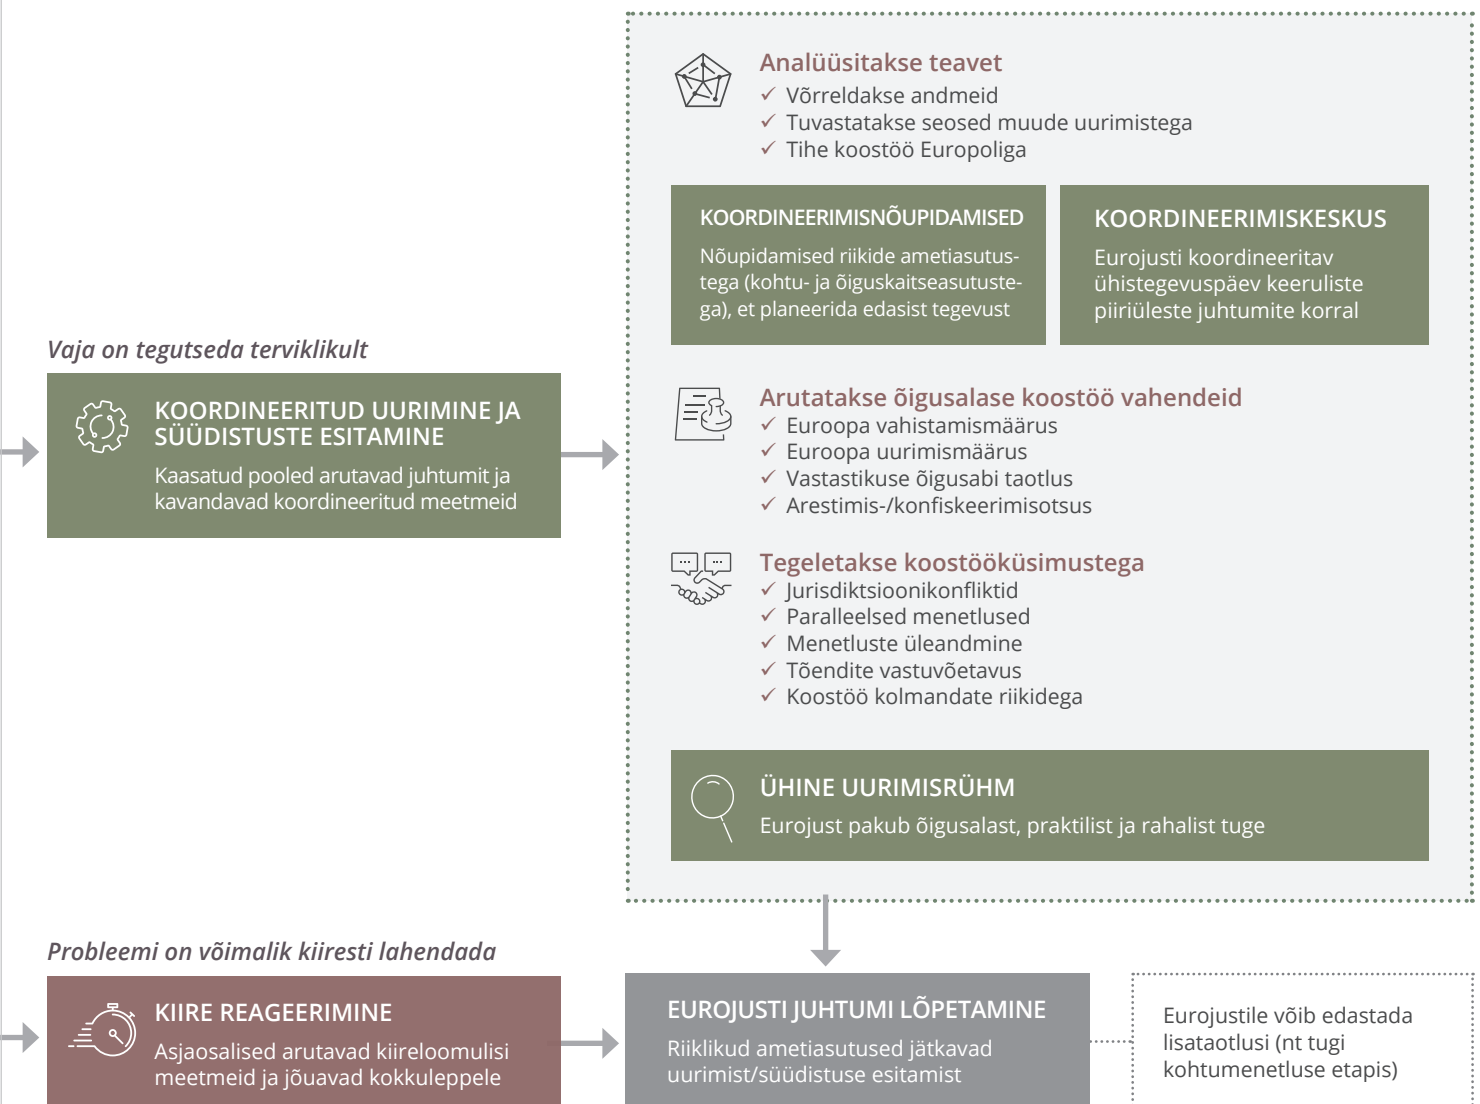 Vaja on tegutseda terviklikult
KOORDINEERITUD UURIMINE JA
SÜÜDISTUSTE ESITAMINE
Kaasatud pooled arutavad juhtumit ja
kavandavad koordineeritud meetmeid
Analüüsitakse teavet
✓ Võrreldakse andmeid
✓ Tuvastatakse seosed muude uurimistega
✓ Tihe koostöö Europoliga
KOORDINEERIMISNÕUPIDAMISED
Nõupidamised riikide ametiasutus-
tega (kohtu- ja õiguskaitseasutuste-
ga), et planeerida edasist tegevust
KOORDINEERIMISKESKUS
Eurojusti koordineeritav
ühistegevuspäev keeruliste
piiriüleste juhtumite korral
Arutatakse õigusalase koostöö vahendeid
✓ Euroopa vahistamismäärus
✓ Euroopa uurimismäärus
✓ Vastastikuse õigusabi taotlus
✓ Arestimis-/konfiskeerimisotsus
Tegeletakse koostööküsimustega
✓ Jurisdiktsioonikonfliktid
✓ Paralleelsed menetlused
✓ Menetluste üleandmine
✓ Tõendite vastuvõetavus
✓ Koostöö kolmandate riikidega
ÜHINE UURIMISRÜHM
Eurojust pakub õigusalast, praktilist ja rahalist tuge
Probleemi on võimalik kiiresti lahendada
KIIRE REAGEERIMINE
Asjaosalised arutavad kiireloomulisi
meetmeid ja jõuavad kokkuleppele
EUROJUSTI JUHTUMI LÕPETAMINE
Riiklikud ametiasutused jätkavad
uurimist/süüdistuse esitamist
Eurojustile võib edastada
lisataotlusi (nt tugi
kohtumenetluse etapis)